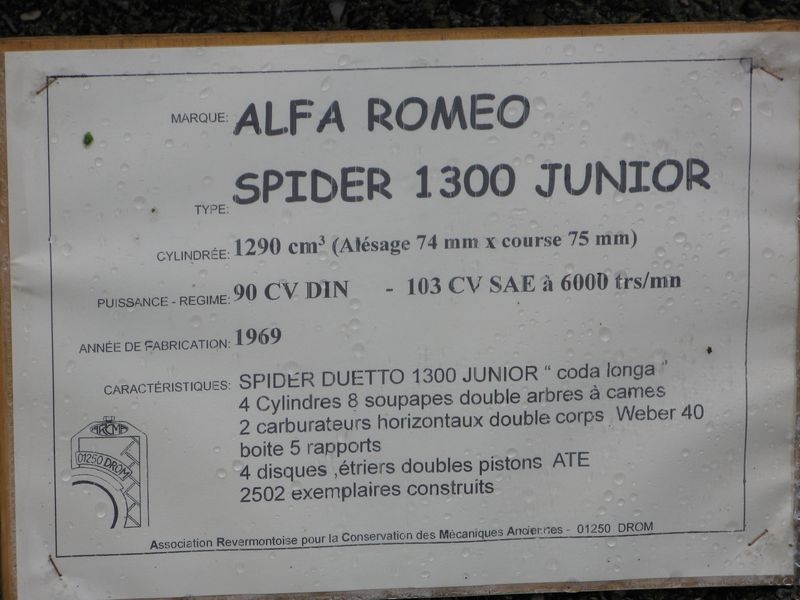 MARQUE: ALFA ROMEO
TYPE: SPIDER 1300 JUNIOR
CYLINDRÉE: 1290 cm³ (Alésage 74 mm x course 75 mm)
PUISSANCE - REGIME: 90 CV DIN - 103 CV SAE à 6000 trs/mn
ANNÉE DE FABRICATION: 1969
CARACTÉRISTIQUES: SPIDER DUETTO 1300 JUNIOR " coda longa "
4 Cylindres 8 soupapes double arbres à cames
2 carburateurs horizontaux double corps Weber 40
boite 5 rapports
4 disques ,étriers doubles pistons ATE
2502 exemplaires construits
ARCMA
01250 DROM
Association Revermontoise pour la Conservation des Mécaniques Anciennes - 01250 DROM